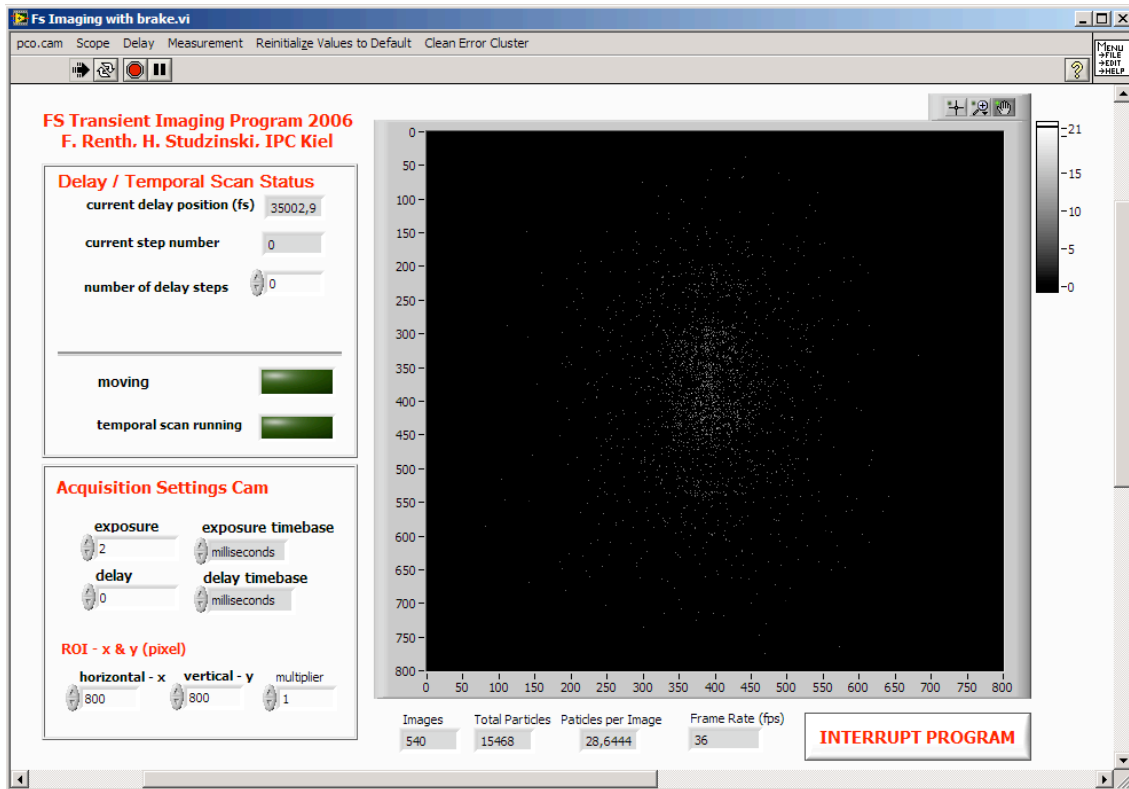 Fs Imaging with brake.vi
pco.cam Scope Delay Measurement Reinitialize Values to Default Clean Error Cluster
MENU
→FILE
→EDIT
→HELP
?
FS Transient Imaging Program 2006
F. Renth, H. Studzinski, IPC Kiel
Delay / Temporal Scan Status
current delay position (fs) 35002,9
current step number 0
number of delay steps 0
moving
temporal scan running
Acquisition Settings Cam
exposure exposure timebase
2 milliseconds
delay delay timebase
0 milliseconds
ROI - x & y (pixel)
horizontal - x vertical - y multiplier
800 800 1
0
50
100
150
200
250
300
350
400
450
500
550
600
650
700
750
800
0 50 100 150 200 250 300 350 400 450 500 550 600 650 700 750 800
21
15
10
5
0
Images Total Particles Paticles per Image Frame Rate (fps)
540 15468 28,6444 36
INTERRUPT PROGRAM